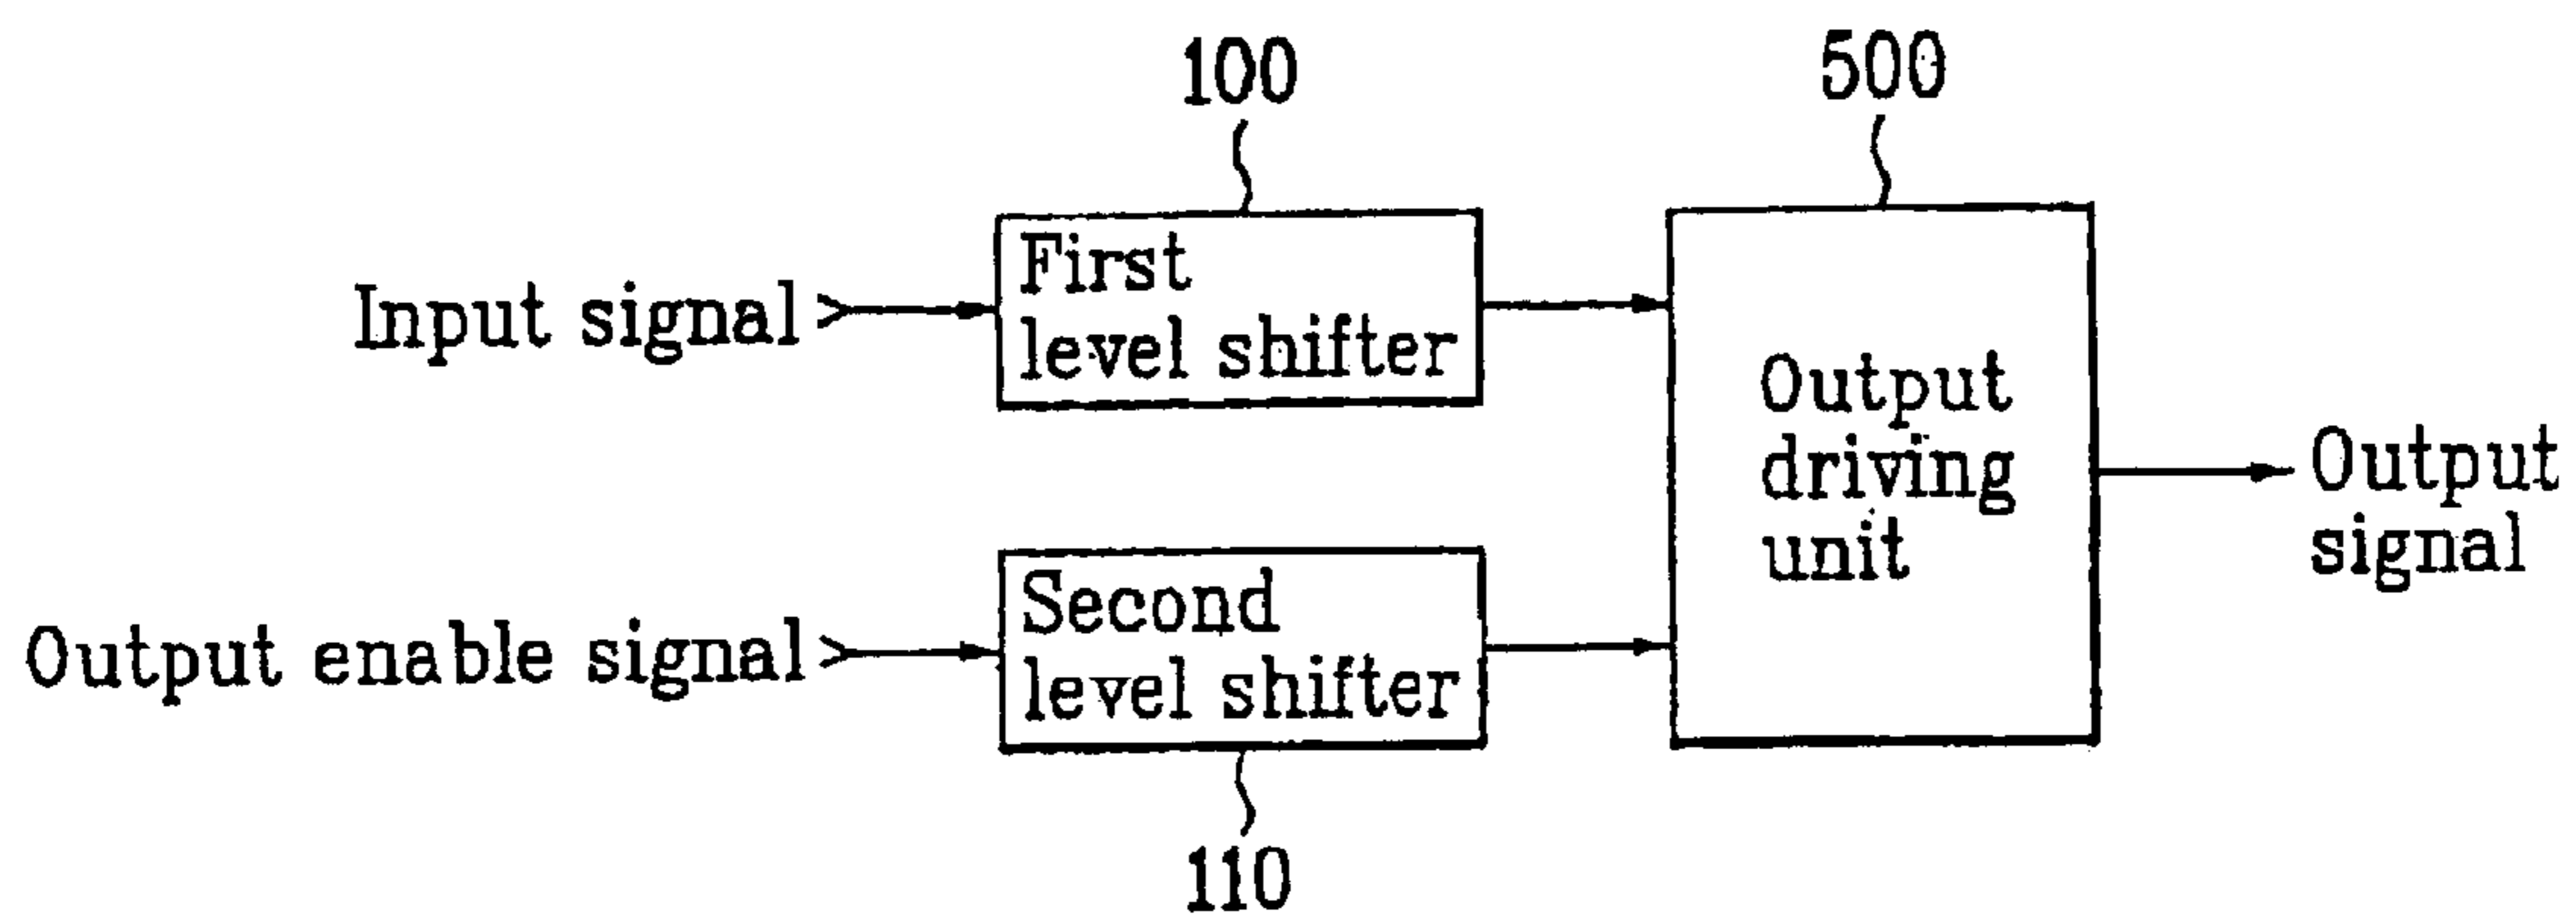 100
500
Input signal
First
level shifter
Output
driving
unit
Output
signal
Output enable signal
Second
level shifter
110